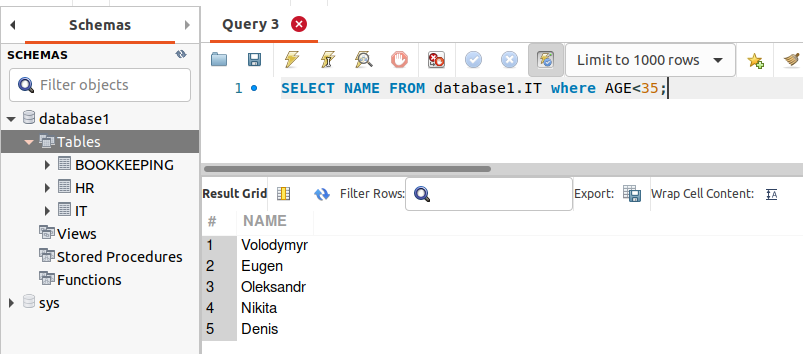 Schemas
SCHEMAS
Filter objects
database1
Tables
BOOKKEEPING
HR
IT
Views
Stored Procedures
Functions
sys
Query 3
Limit to 1000 rows
1 SELECT NAME FROM database1.IT where AGE<35;
Result Grid Filter Rows: Export: Wrap Cell Content:
# NAME
1 Volodymyr
2 Eugen
3 Oleksandr
4 Nikita
5 Denis